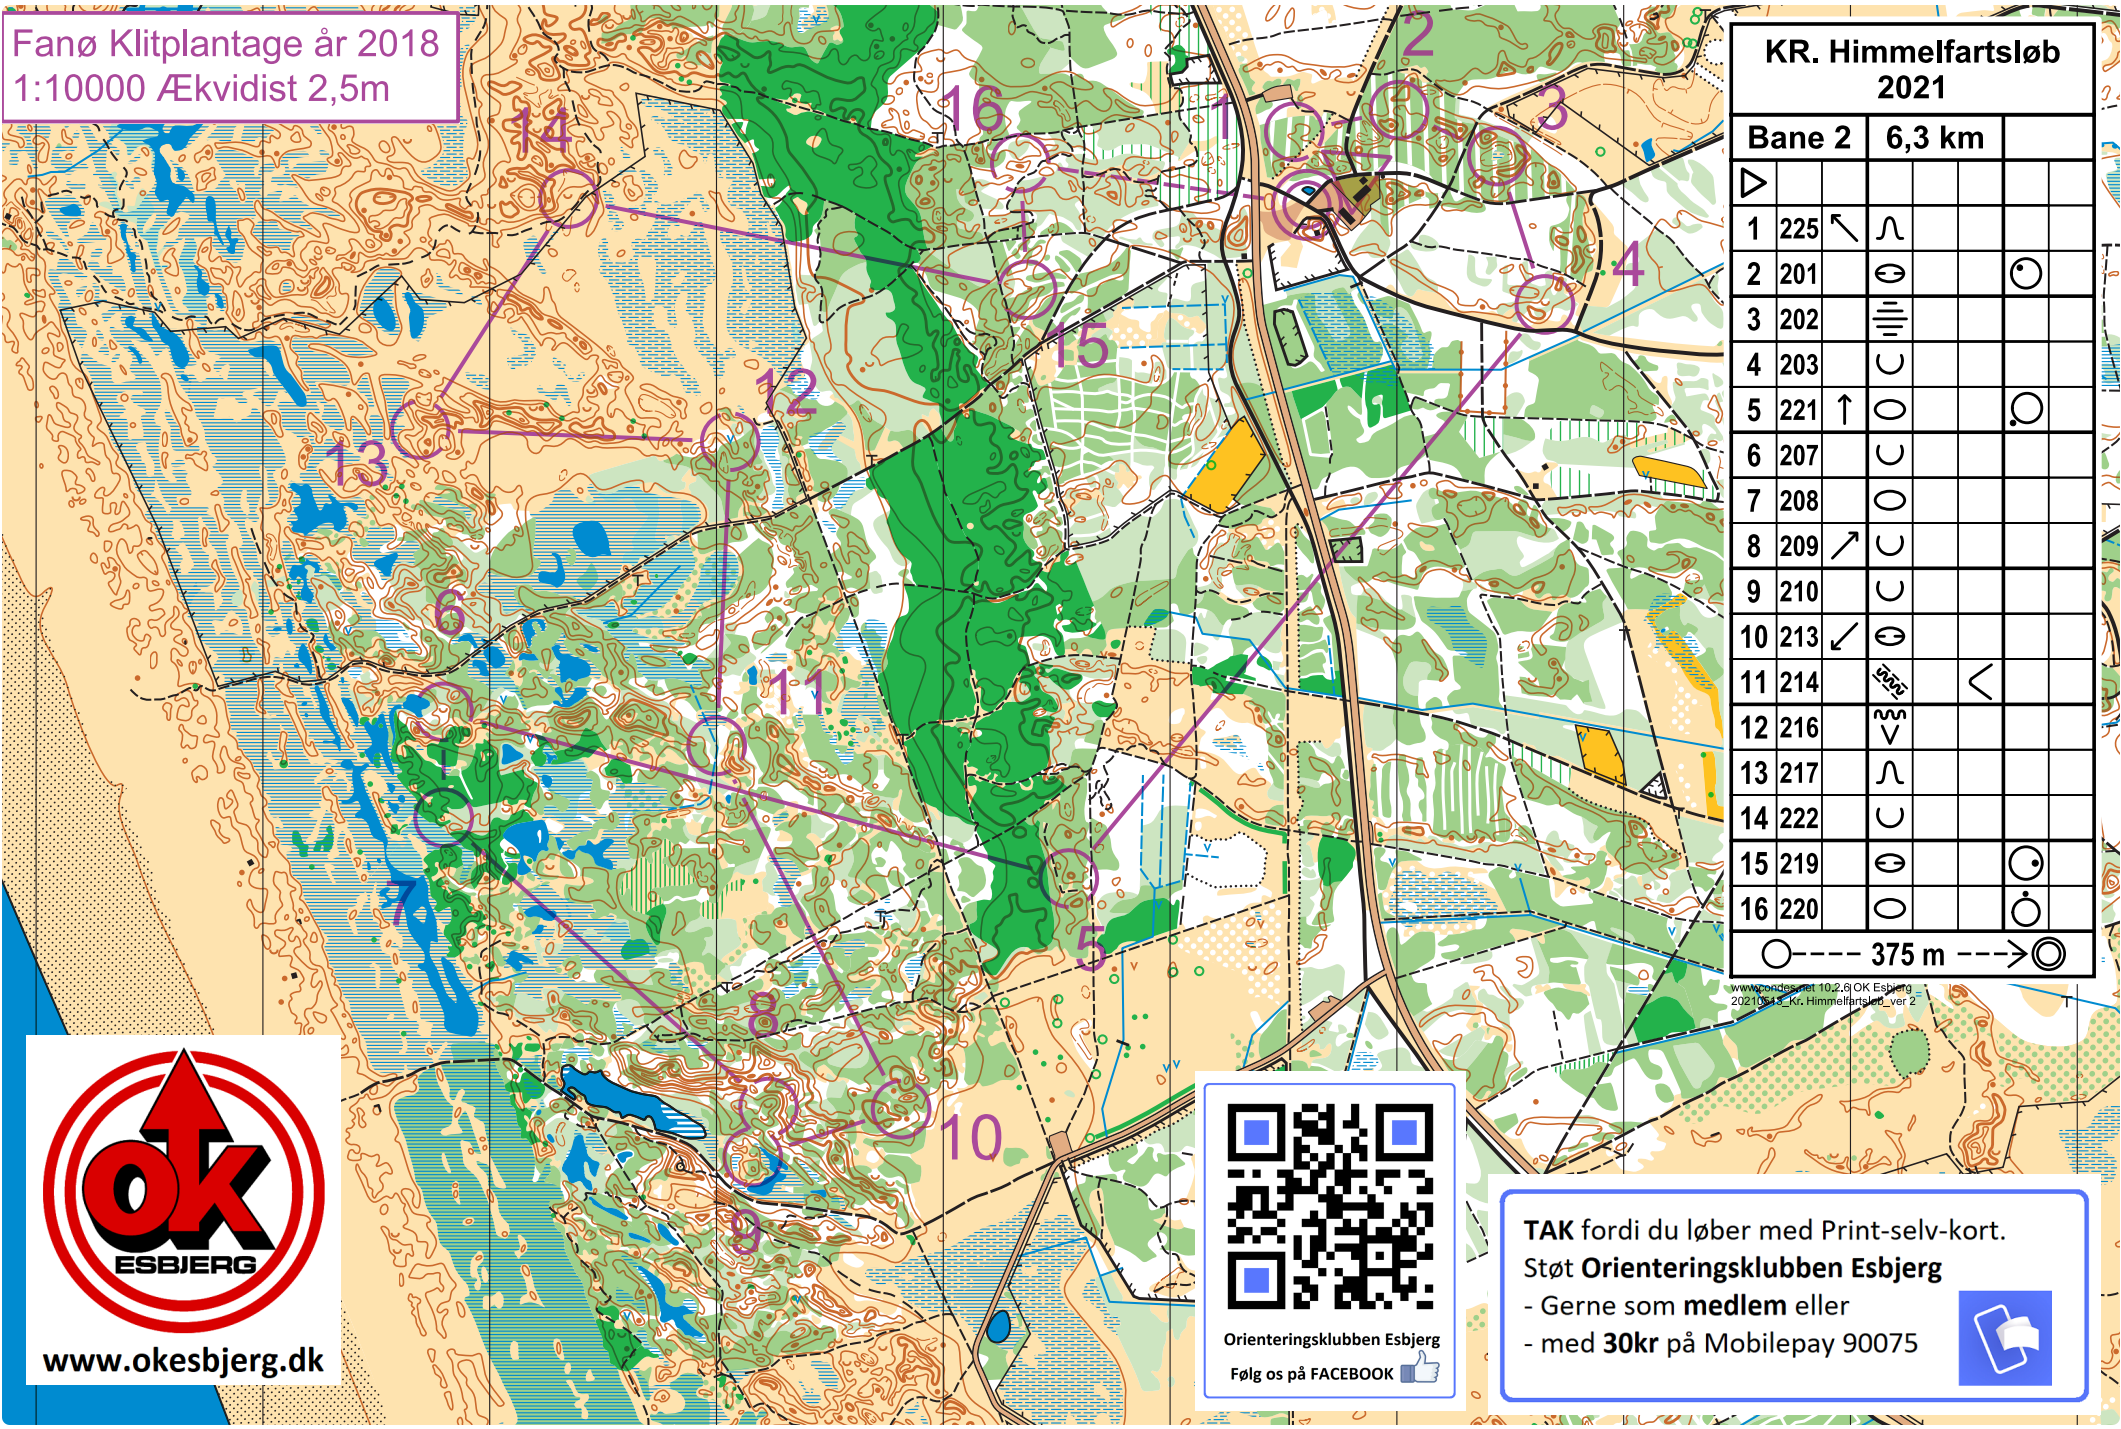 Fanø Klitplantage år 2018
1:10000 Ækvidist 2,5m
KR. Himmelfartsløb
2021
Bane 2 6,3 km
1 225
2 201
3 202
4 203
5 221
6 207
7 208
8 209
9 210
10 213
11 214
12 216
13 217
14 222
15 219
16 220
375 m
www.condes.net 10.2.6 OK Esbjerg
20210513_Kr. Himmelfartsløb_ver 2
14
16
1
2
3
4
15
12
13
6
11
7
5
8
10
9
OK
ESBJERG
www.okesbjerg.dk
Orienteringsklubben Esbjerg
Følg os på FACEBOOK
TAK fordi du løber med Print-selv-kort.
Støt Orienteringsklubben Esbjerg
- Gerne som medlem eller
- med 30kr på Mobilepay 90075